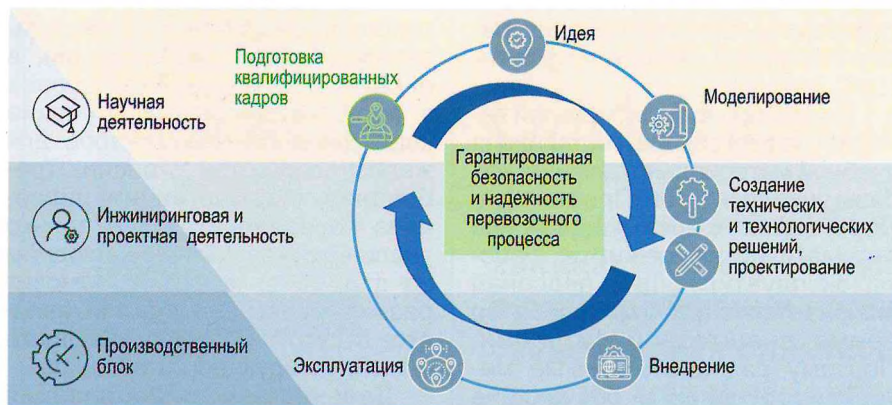 Идея
Подготовка
квалифицированных
кадров
Научная
деятельность
Моделирование
Гарантированная
безопасность
и надежность
перевозочного
процесса
Создание
технических
и технологических
решений,
проектирование
Инжиниринговая и
проектная деятельность
Производственный
блок
Эксплуатация
Внедрение